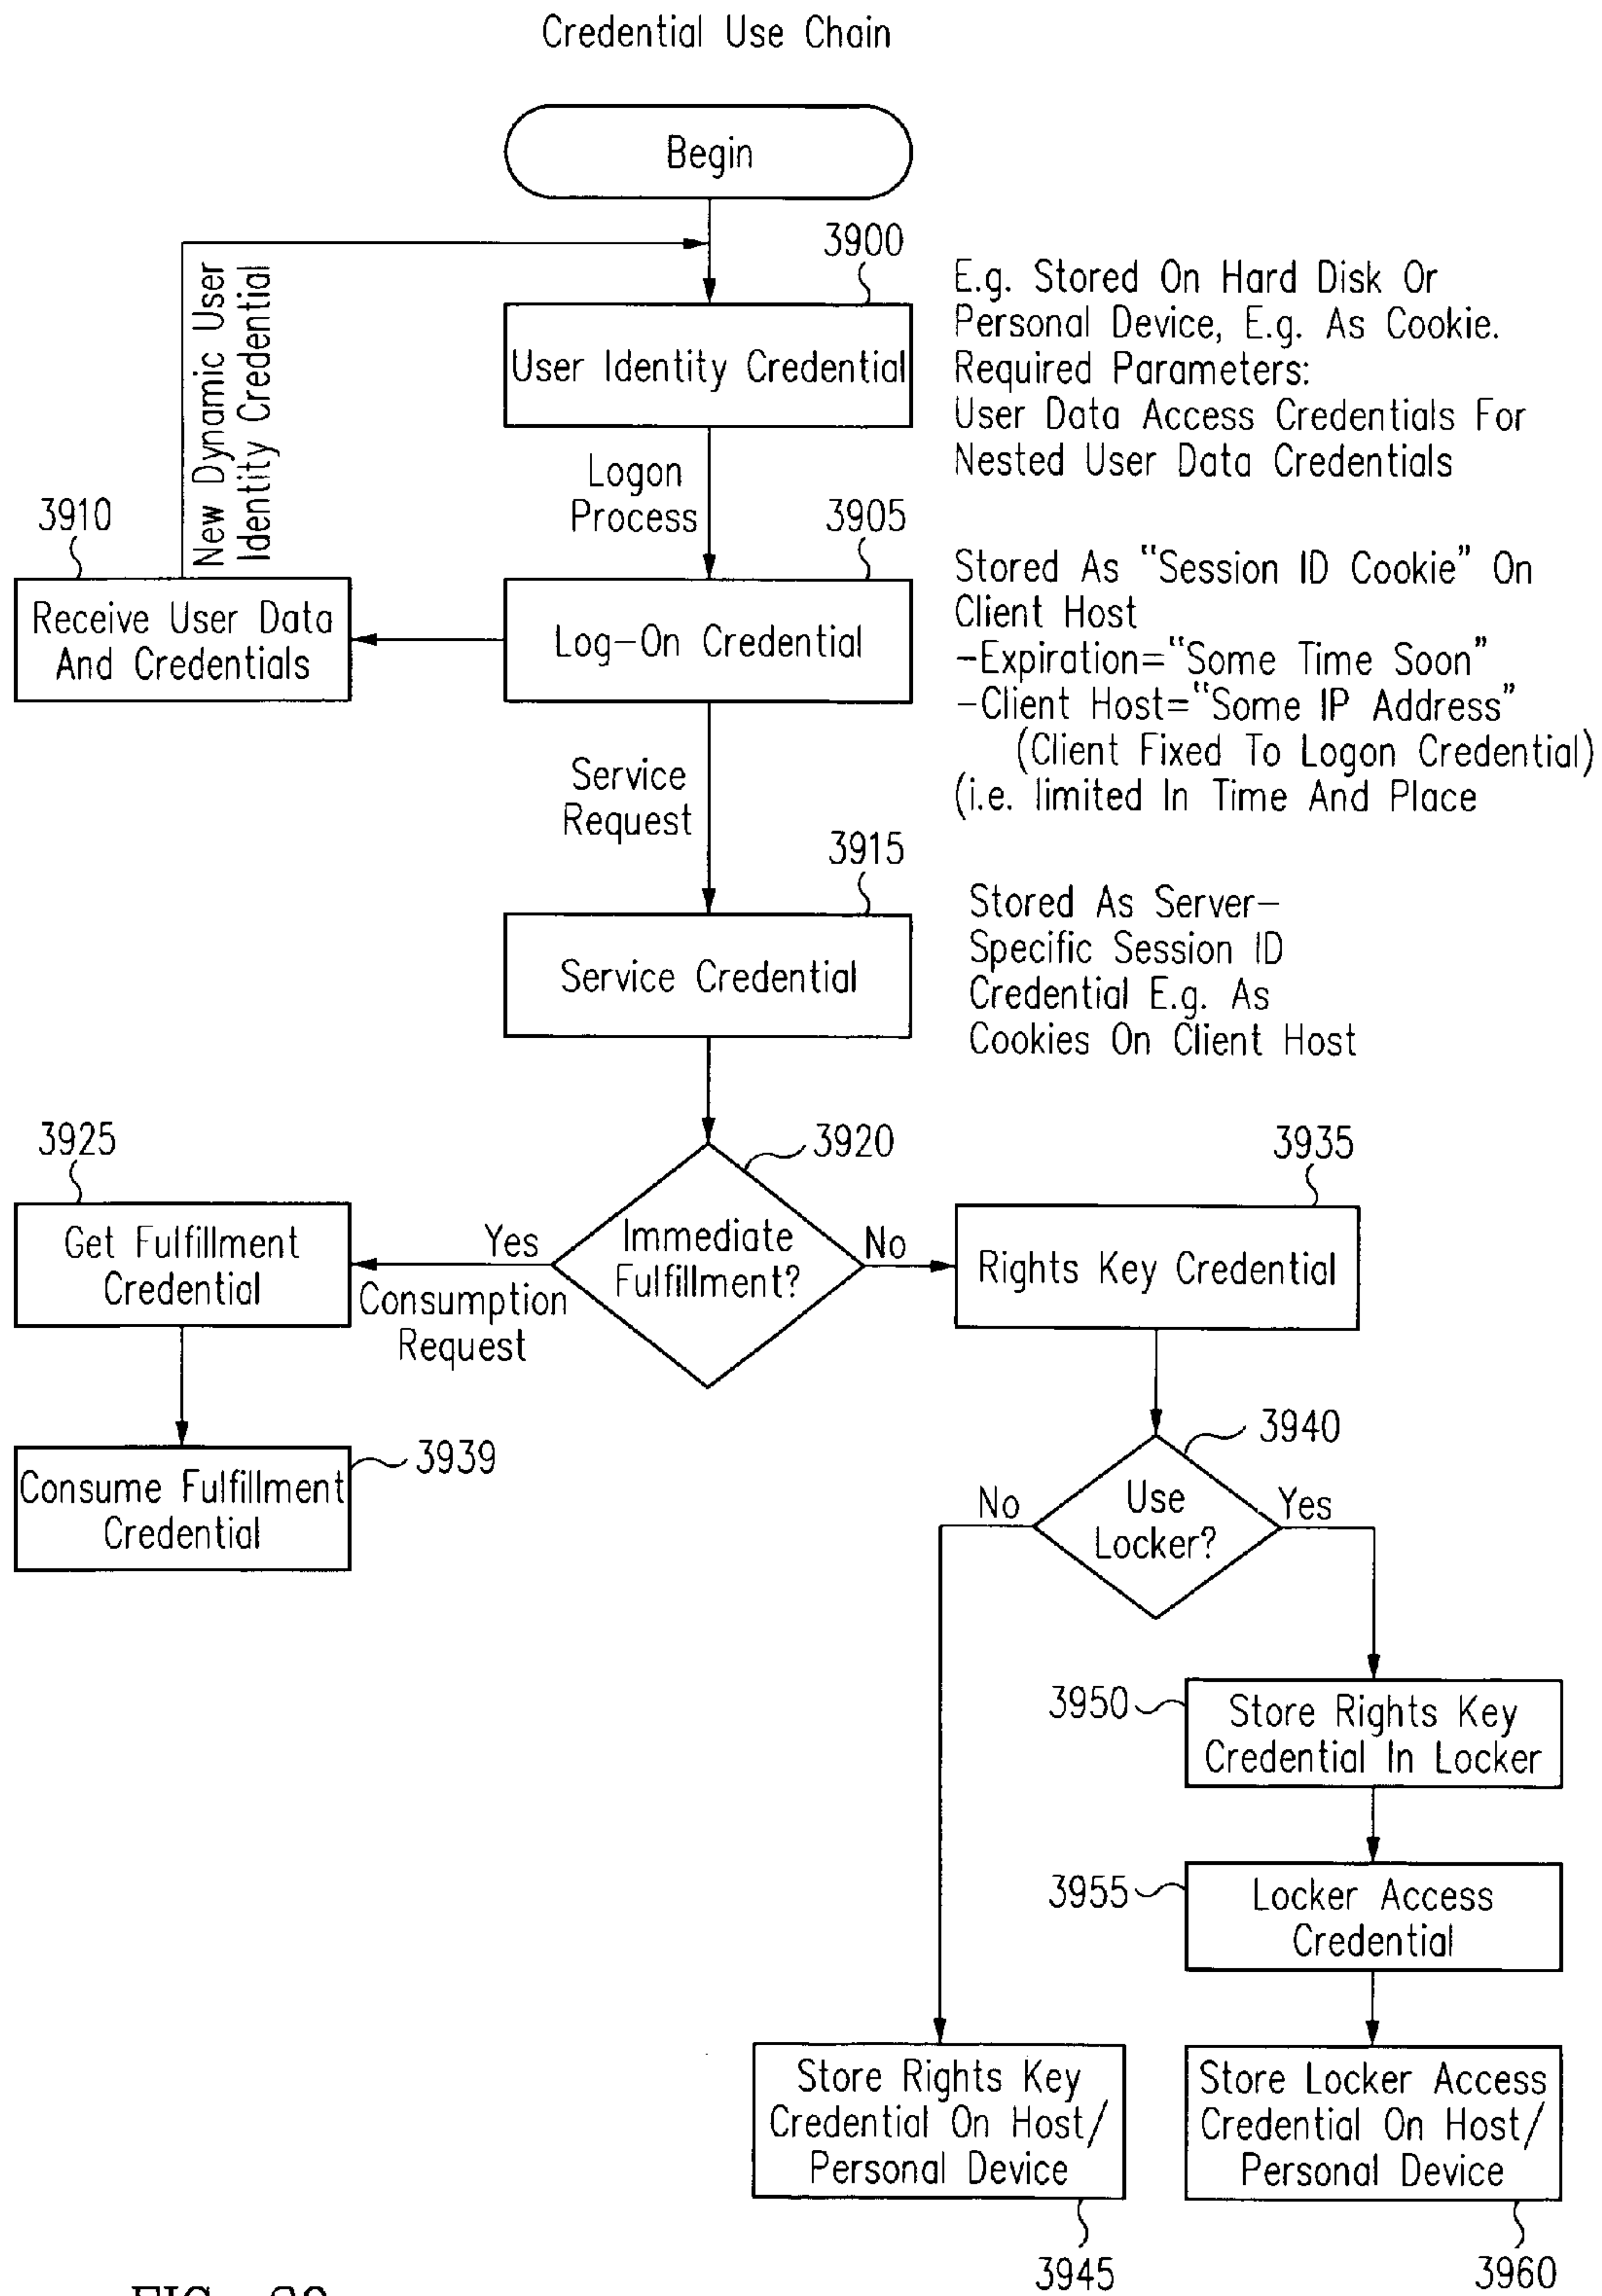 Credential Use Chain
Begin
3900
User Identity Credential
E.g. Stored On Hard Disk Or
Personal Device, E.g. As Cookie.
Required Parameters:
User Data Access Credentials For
Nested User Data Credentials
New Dynamic User
Identity Credential
Logon
Process
3910
Receive User Data
And Credentials
3905
Log-On Credential
Stored As "Session ID Cookie" On
Client Host
-Expiration="Some Time Soon"
-Client Host="Some IP Address"
(Client Fixed To Logon Credential)
(i.e. limited In Time And Place
Service
Request
3915
Service Credential
Stored As Server-
Specific Session ID
Credential E.g. As
Cookies On Client Host
3920
Immediate
Fulfillment?
Yes
Consumption
Request
3925
Get Fulfillment
Credential
3939
Consume Fulfillment
Credential
No
3935
Rights Key Credential
3940
Use
Locker?
No
Yes
3950
Store Rights Key
Credential In Locker
3955
Locker Access
Credential
Store Rights Key
Credential On Host/
Personal Device
3945
Store Locker Access
Credential On Host/
Personal Device
3960